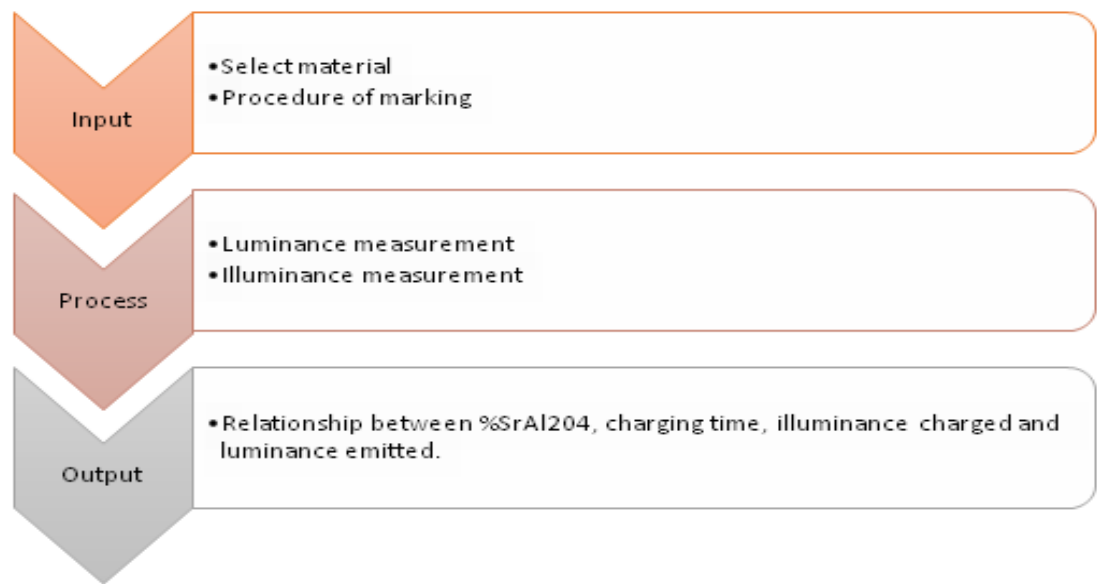 Input
•Select material
•Procedure of marking
Process
•Luminance measurement
•Illuminance measurement
Output
•Relationship between %SrAl204, charging time, illuminance charged and
luminance emitted.